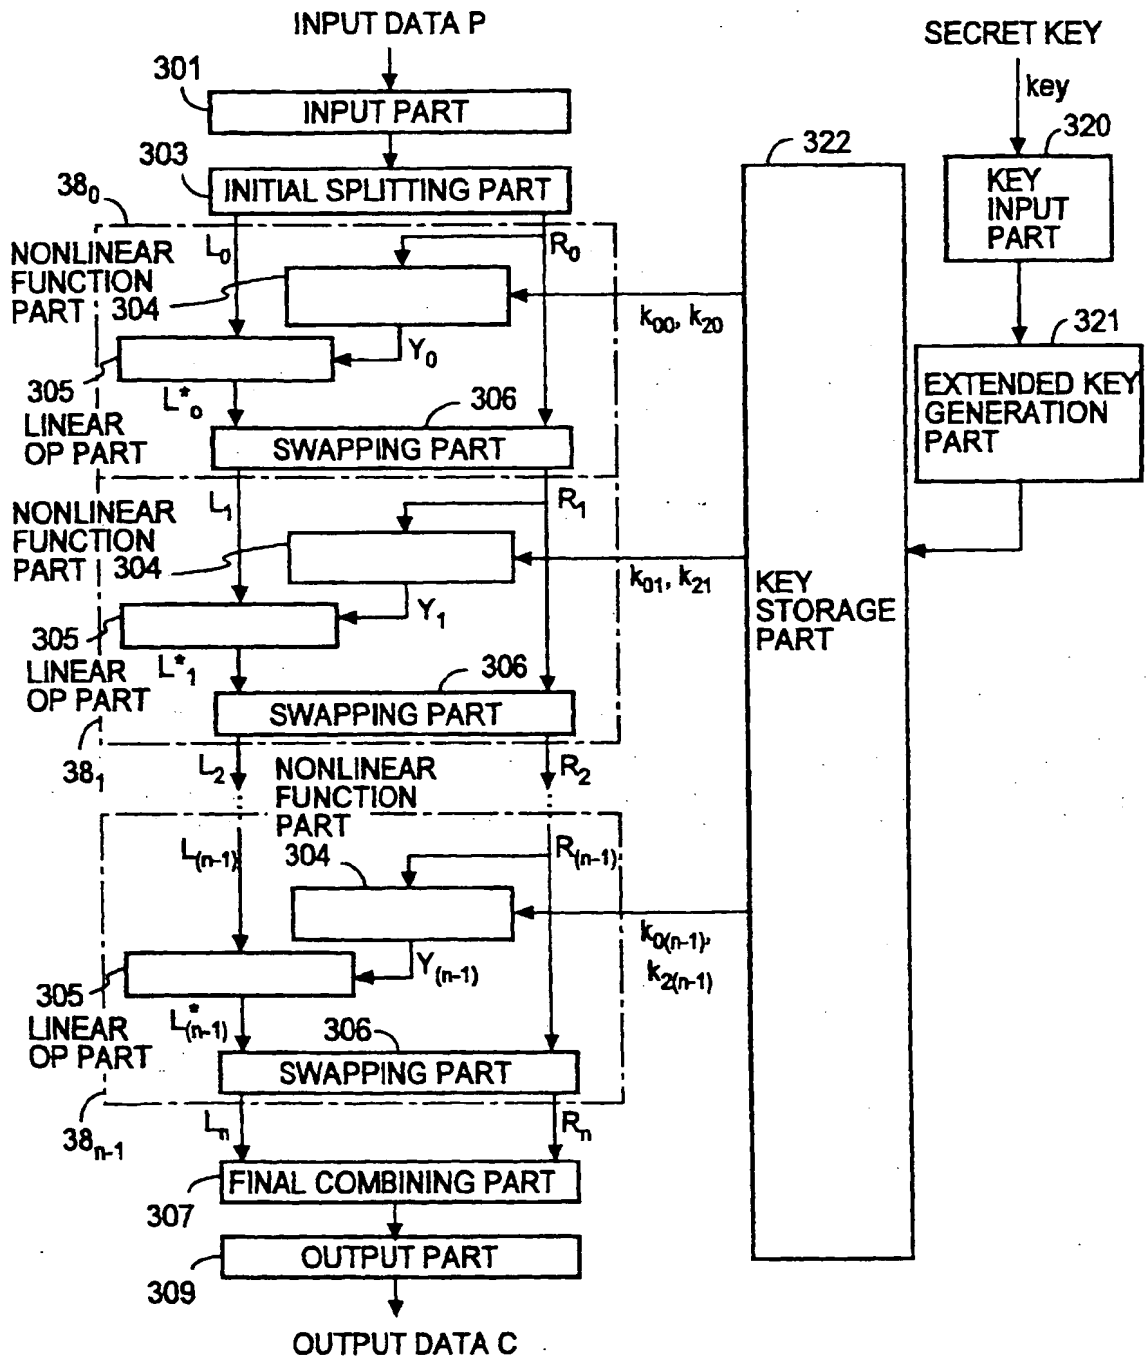 INPUT DATA P
301
INPUT PART
303
INITIAL SPLITTING PART
38₀
L₀
R₀
NONLINEAR
FUNCTION
PART 304
k₀₀, k₂₀
Y₀
305
LINEAR
OP PART
L*₀
306
SWAPPING PART
L₁
R₁
NONLINEAR
FUNCTION
PART 304
k₀₁, k₂₁
Y₁
305
LINEAR
OP PART
L*₁
306
SWAPPING PART
38₁
L₂
R₂
NONLINEAR
FUNCTION
PART
304
L₍ₙ₋₁₎
R₍ₙ₋₁₎
k₀₍ₙ₋₁₎,
k₂₍ₙ₋₁₎
Y₍ₙ₋₁₎
305
LINEAR
OP PART
L*₍ₙ₋₁₎
306
SWAPPING PART
38ₙ₋₁
Lₙ
Rₙ
FINAL COMBINING PART
307
OUTPUT PART
309
OUTPUT DATA C
SECRET KEY
key
320
KEY
INPUT
PART
321
EXTENDED KEY
GENERATION
PART
322
KEY
STORAGE
PART